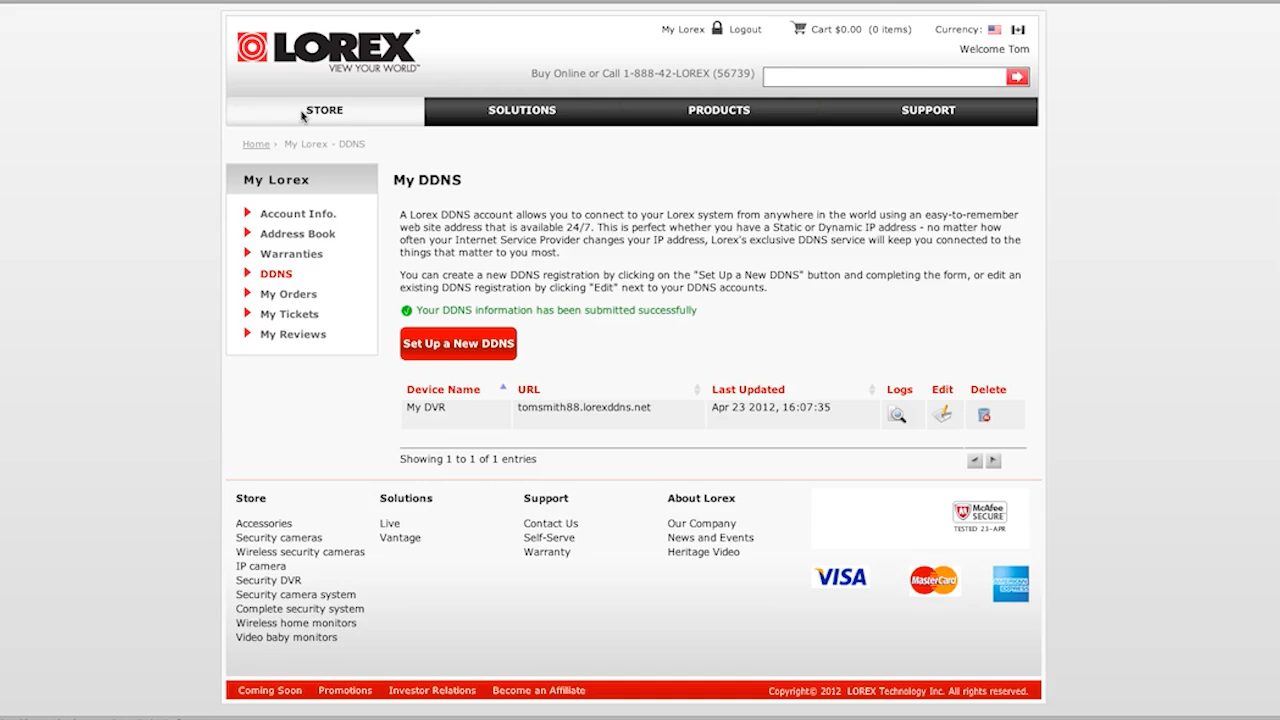 My Lorex Logout Cart $0.00 (0 items) Currency:
LOREX
VIEW YOUR WORLD
Welcome Tom
Buy Online or Call 1-888-42-LOREX (56739)
STORE SOLUTIONS PRODUCTS SUPPORT
Home › My Lorex - DDNS
My Lorex
Account Info.
Address Book
Warranties
DDNS
My Orders
My Tickets
My Reviews
My DDNS
A Lorex DDNS account allows you to connect to your Lorex system from anywhere in the world using an easy-to-remember
web site address that is available 24/7. This is perfect whether you have a Static or Dynamic IP address - no matter how
often your Internet Service Provider changes your IP address, Lorex's exclusive DDNS service will keep you connected to the
things that matter to you most.
You can create a new DDNS registration by clicking on the "Set Up a New DDNS" button and completing the form, or edit an
existing DDNS registration by clicking "Edit" next to your DDNS accounts.
Your DDNS information has been submitted successfully
Set Up a New DDNS
Device Name URL Last Updated Logs Edit Delete
My DVR tomsmith88.lorexddns.net Apr 23 2012, 16:07:35
Showing 1 to 1 of 1 entries
Store
Accessories
Security cameras
Wireless security cameras
IP camera
Security DVR
Security camera system
Complete security system
Wireless home monitors
Video baby monitors
Solutions
Live
Vantage
Support
Contact Us
Self-Serve
Warranty
About Lorex
Our Company
News and Events
Heritage Video
McAfee
SECURE
TESTED 23-APR
VISA MasterCard AMERICAN EXPRESS
Coming Soon Promotions Investor Relations Become an Affiliate Copyright© 2012 LOREX Technology Inc. All rights reserved.